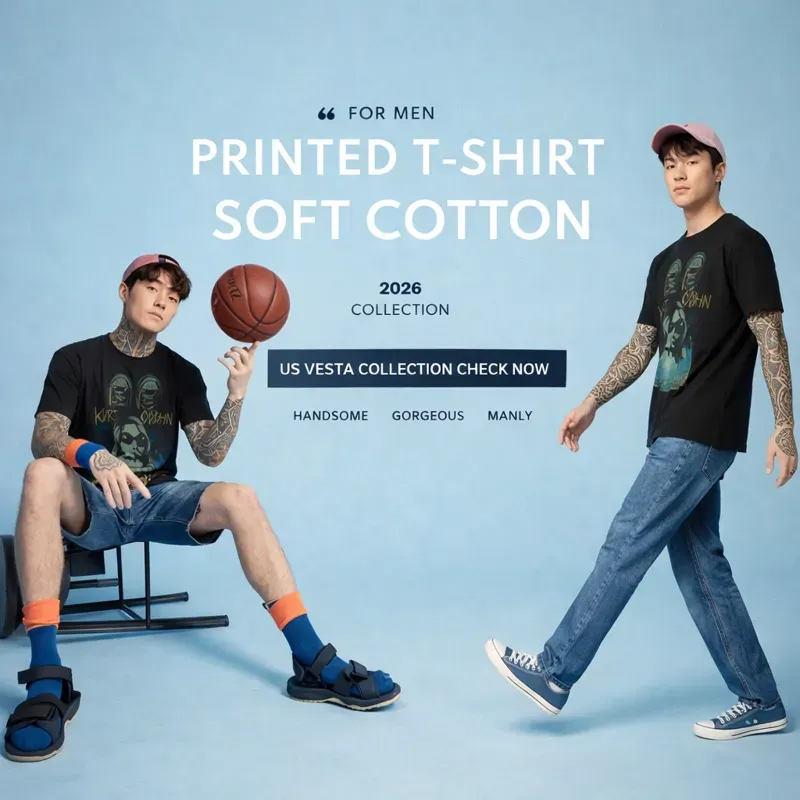 “ FOR MEN
PRINTED T-SHIRT
SOFT COTTON
2026
COLLECTION
US VESTA COLLECTION CHECK NOW
HANDSOME GORGEOUS MANLY